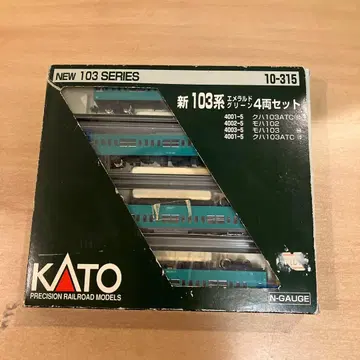 NEW 103 SERIES
10-315
新103系 エメラルド グリーン 4両セット
4001-5 クハ103ATC
4002-5 モハ102
4003-5 モハ103
4001-5 クハ103ATC
KATO
PRECISION RAILROAD MODELS
N-GAUGE